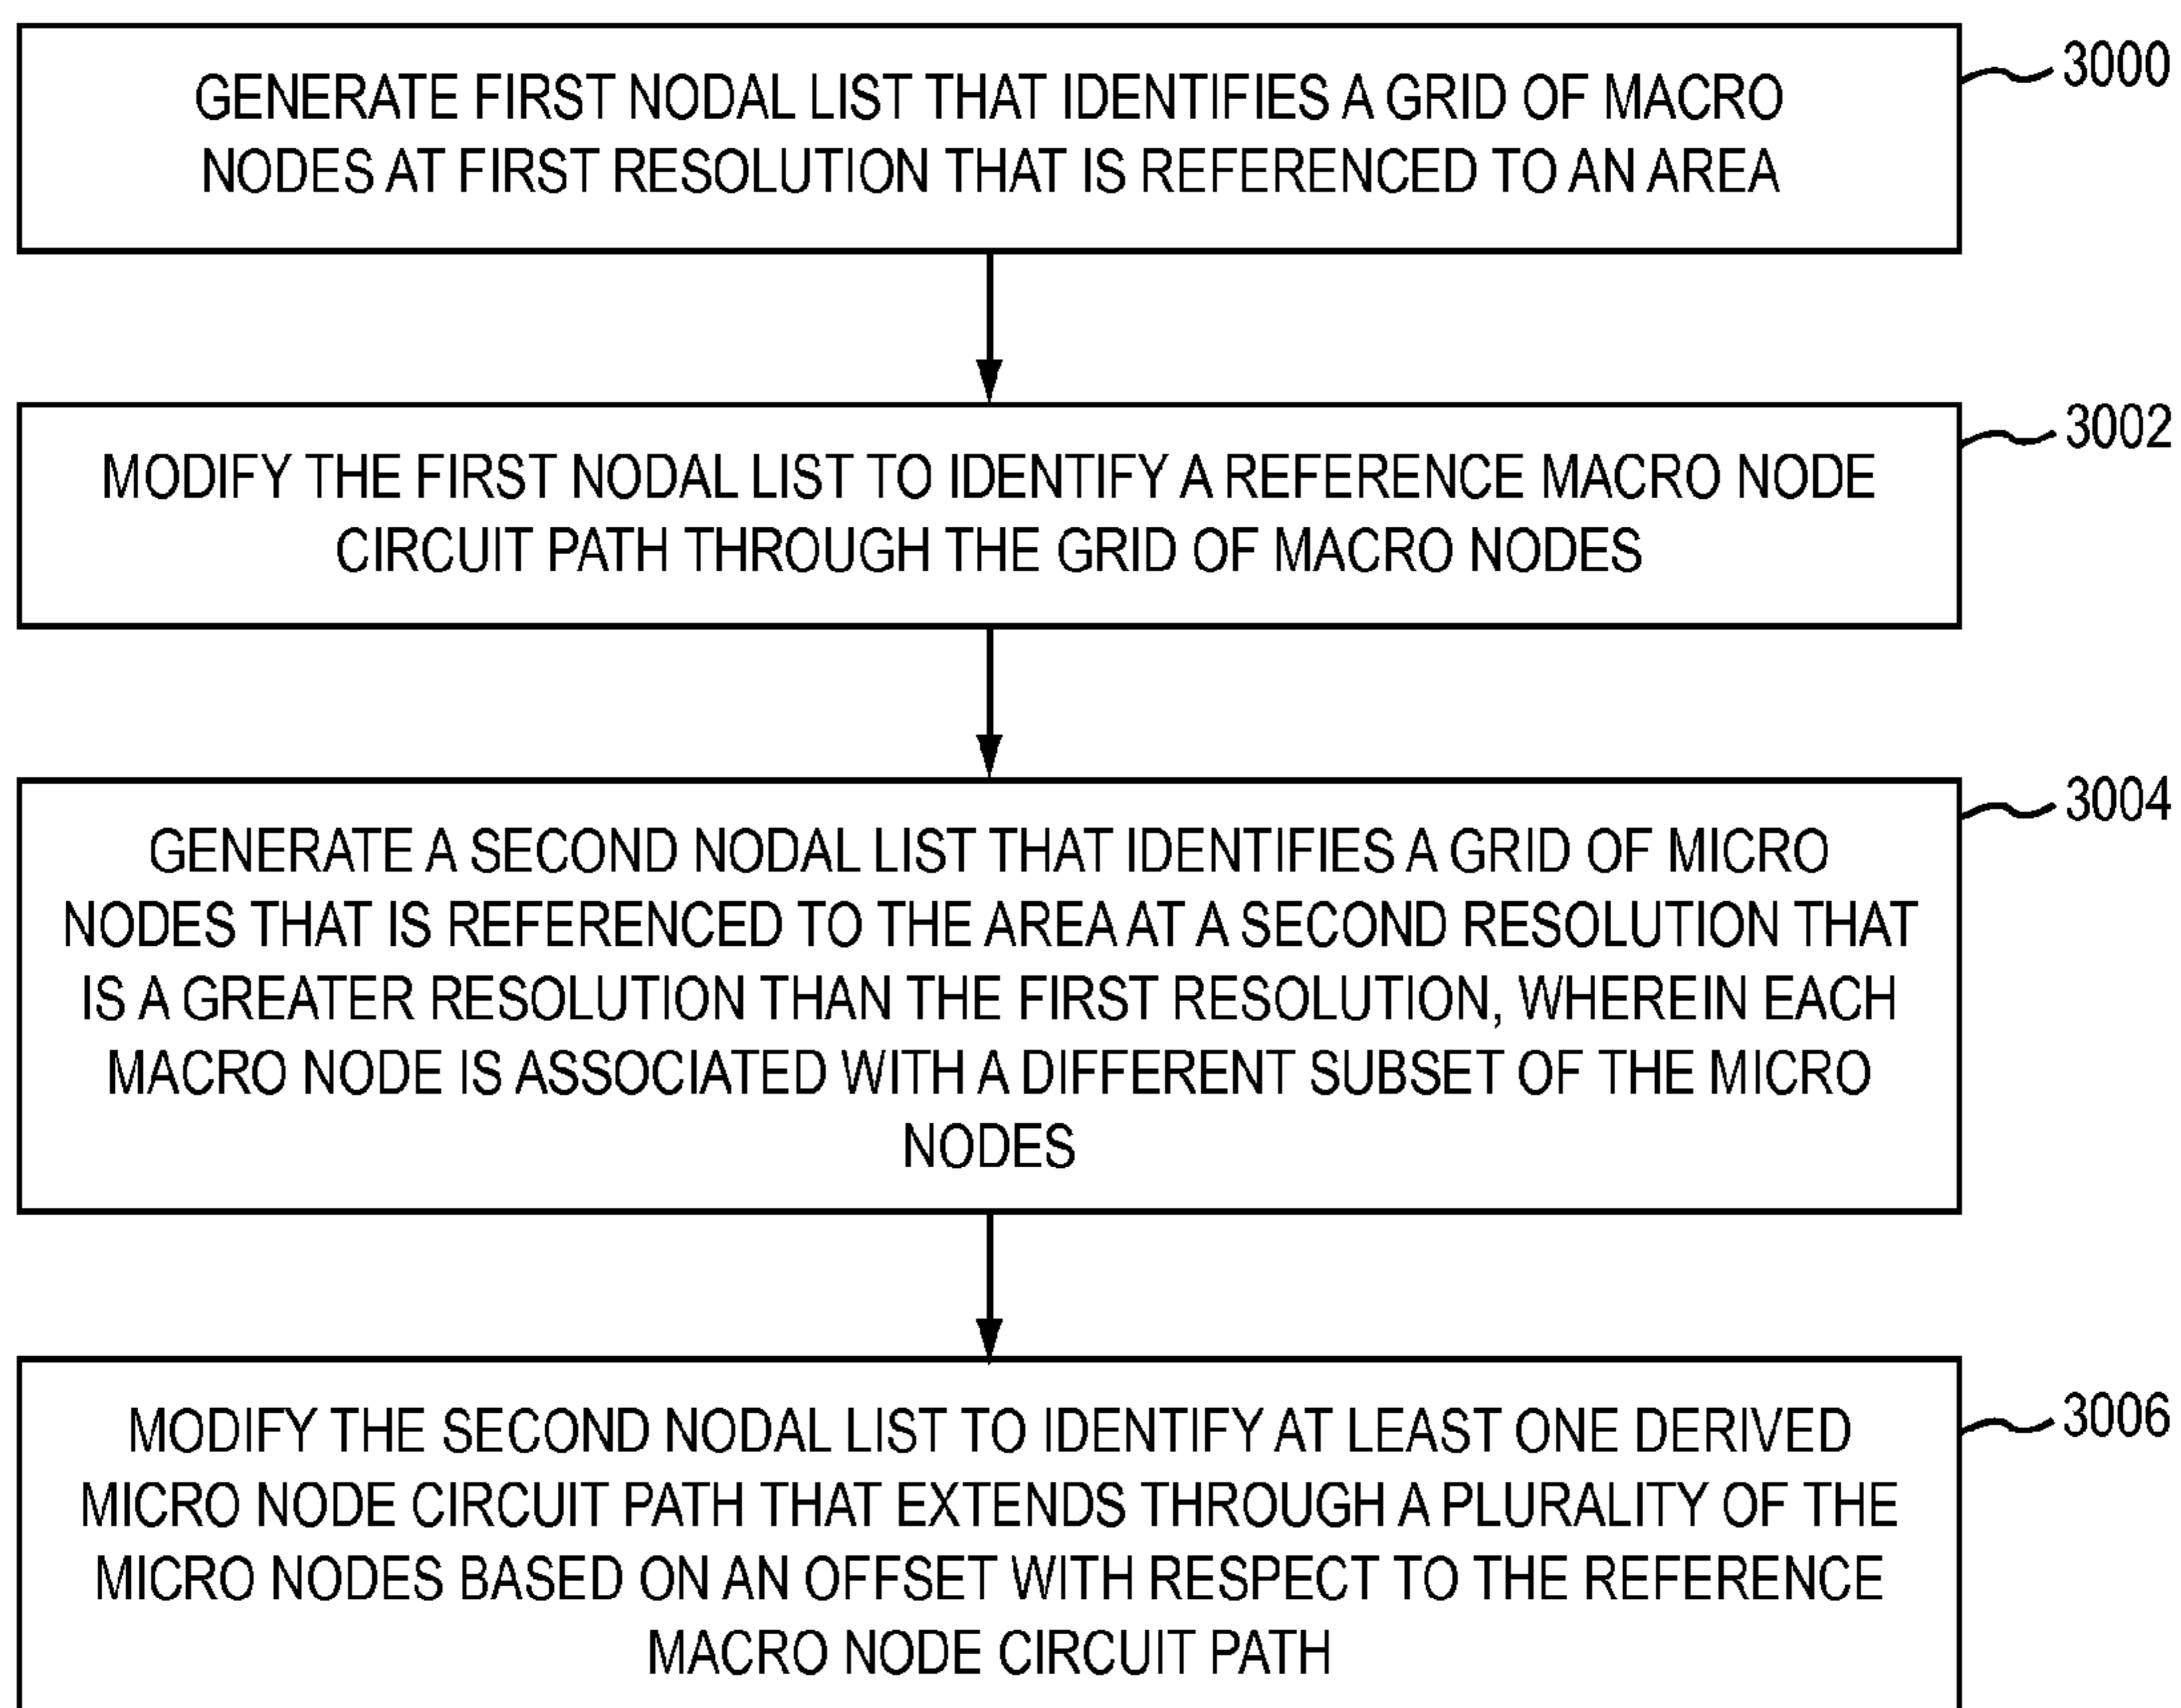 GENERATE FIRST NODAL LIST THAT IDENTIFIES A GRID OF MACRO
NODES AT FIRST RESOLUTION THAT IS REFERENCED TO AN AREA
3000
MODIFY THE FIRST NODAL LIST TO IDENTIFY A REFERENCE MACRO NODE
CIRCUIT PATH THROUGH THE GRID OF MACRO NODES
3002
GENERATE A SECOND NODAL LIST THAT IDENTIFIES A GRID OF MICRO
NODES THAT IS REFERENCED TO THE AREA AT A SECOND RESOLUTION THAT
IS A GREATER RESOLUTION THAN THE FIRST RESOLUTION, WHEREIN EACH
MACRO NODE IS ASSOCIATED WITH A DIFFERENT SUBSET OF THE MICRO
NODES
3004
MODIFY THE SECOND NODAL LIST TO IDENTIFY AT LEAST ONE DERIVED
MICRO NODE CIRCUIT PATH THAT EXTENDS THROUGH A PLURALITY OF THE
MICRO NODES BASED ON AN OFFSET WITH RESPECT TO THE REFERENCE
MACRO NODE CIRCUIT PATH
3006